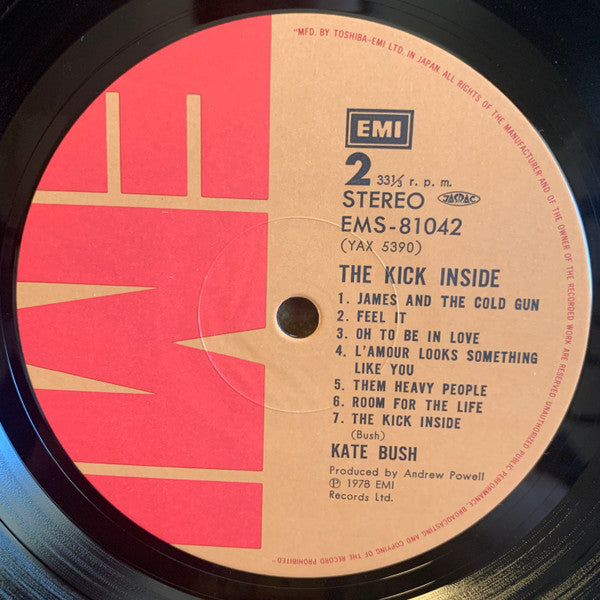 "MFD. BY TOSHIBA-EMI LTD. IN JAPAN. ALL RIGHTS OF THE MANUFACTURER AND OF THE OWNER OF THE RECORDED WORK ARE RESERVED UNAUTHORIZED PUBLIC PERFORMANCE, BROADCASTING AND COPYING OF THE RECORD PROHIBITED"
EMI
EMI
2 33⅓ r. p. m.
STEREO JASRAC
EMS-81042
(YAX 5390)
THE KICK INSIDE
1. JAMES AND THE COLD GUN
2. FEEL IT
3. OH TO BE IN LOVE
4. L'AMOUR LOOKS SOMETHING
LIKE YOU
5. THEM HEAVY PEOPLE
6. ROOM FOR THE LIFE
7. THE KICK INSIDE
(Bush)
KATE BUSH
Produced by Andrew Powell
Ⓟ 1978 EMI
Records Ltd.